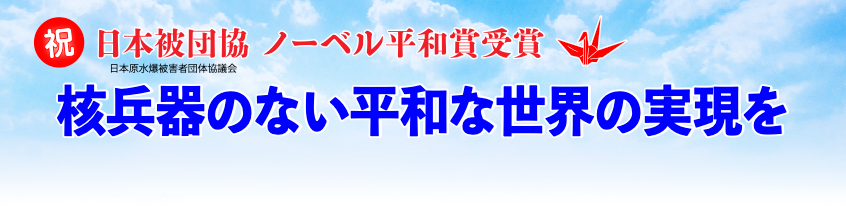 祝 日本被団協 ノーベル平和賞受賞
日本原水爆被害者団体協議会
核兵器のない平和な世界の実現を